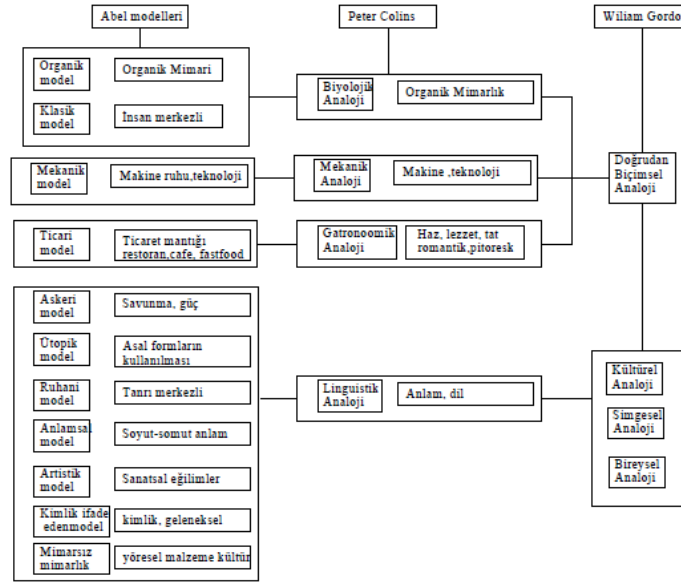 Abel modelleri
Peter Colins
Wiliam Gordo
Organik
model
Organik Mimari
Klasik
model
İnsan merkezli
Biyolojik
Analoji
Organik Mimarlık
Mekanik
model
Makine ruhu,teknoloji
Mekanik
Analoji
Makine ,teknoloji
Doğrudan
Biçimsel
Analoji
Ticari
model
Ticaret mantığı
restoran,cafe, fastfood
Gatronoomik
Analoji
Haz, lezzet, tat
romantik,pitoresk
Askeri
model
Savunma, güç
Ütopik
model
Asal formların
kullanılması
Ruhani
model
Tanrı merkezli
Linguistik
Analoji
Anlam, dil
Kültürel
Analoji
Anlamsal
model
Soyut-somut anlam
Simgesel
Analoji
Artistik
model
Sanatsal eğilimler
Bireysel
Analoji
Kimlik ifade
edenmodel
kimlik, geleneksel
Mimarsız
mimarlık
yöresel malzeme kültür